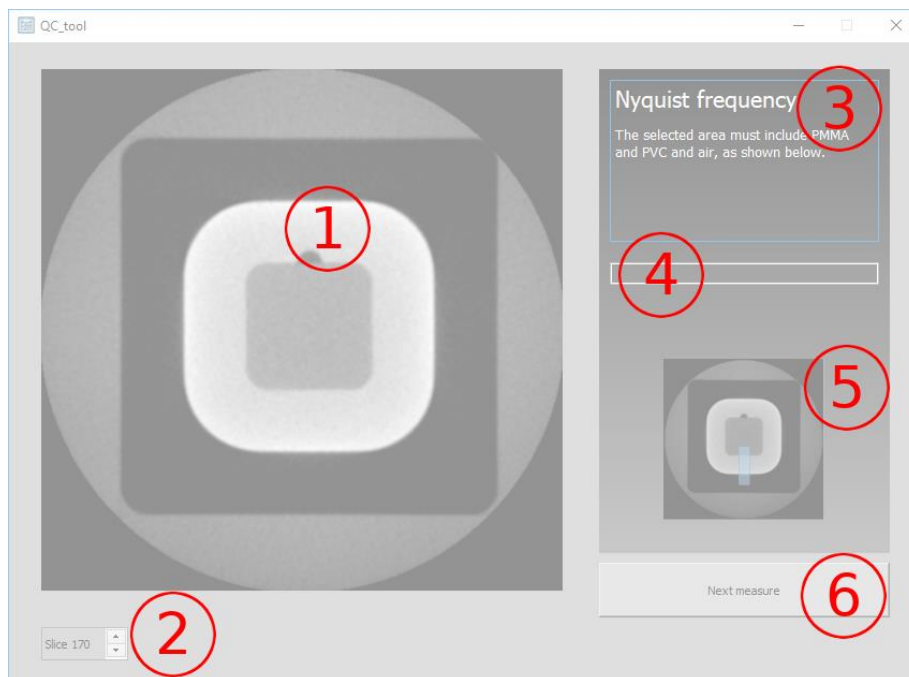 QC_tool
Nyquist frequency
The selected area must include PMMA
and PVC and air, as shown below.
1
2
3
4
5
6
Slice 170
Next measure